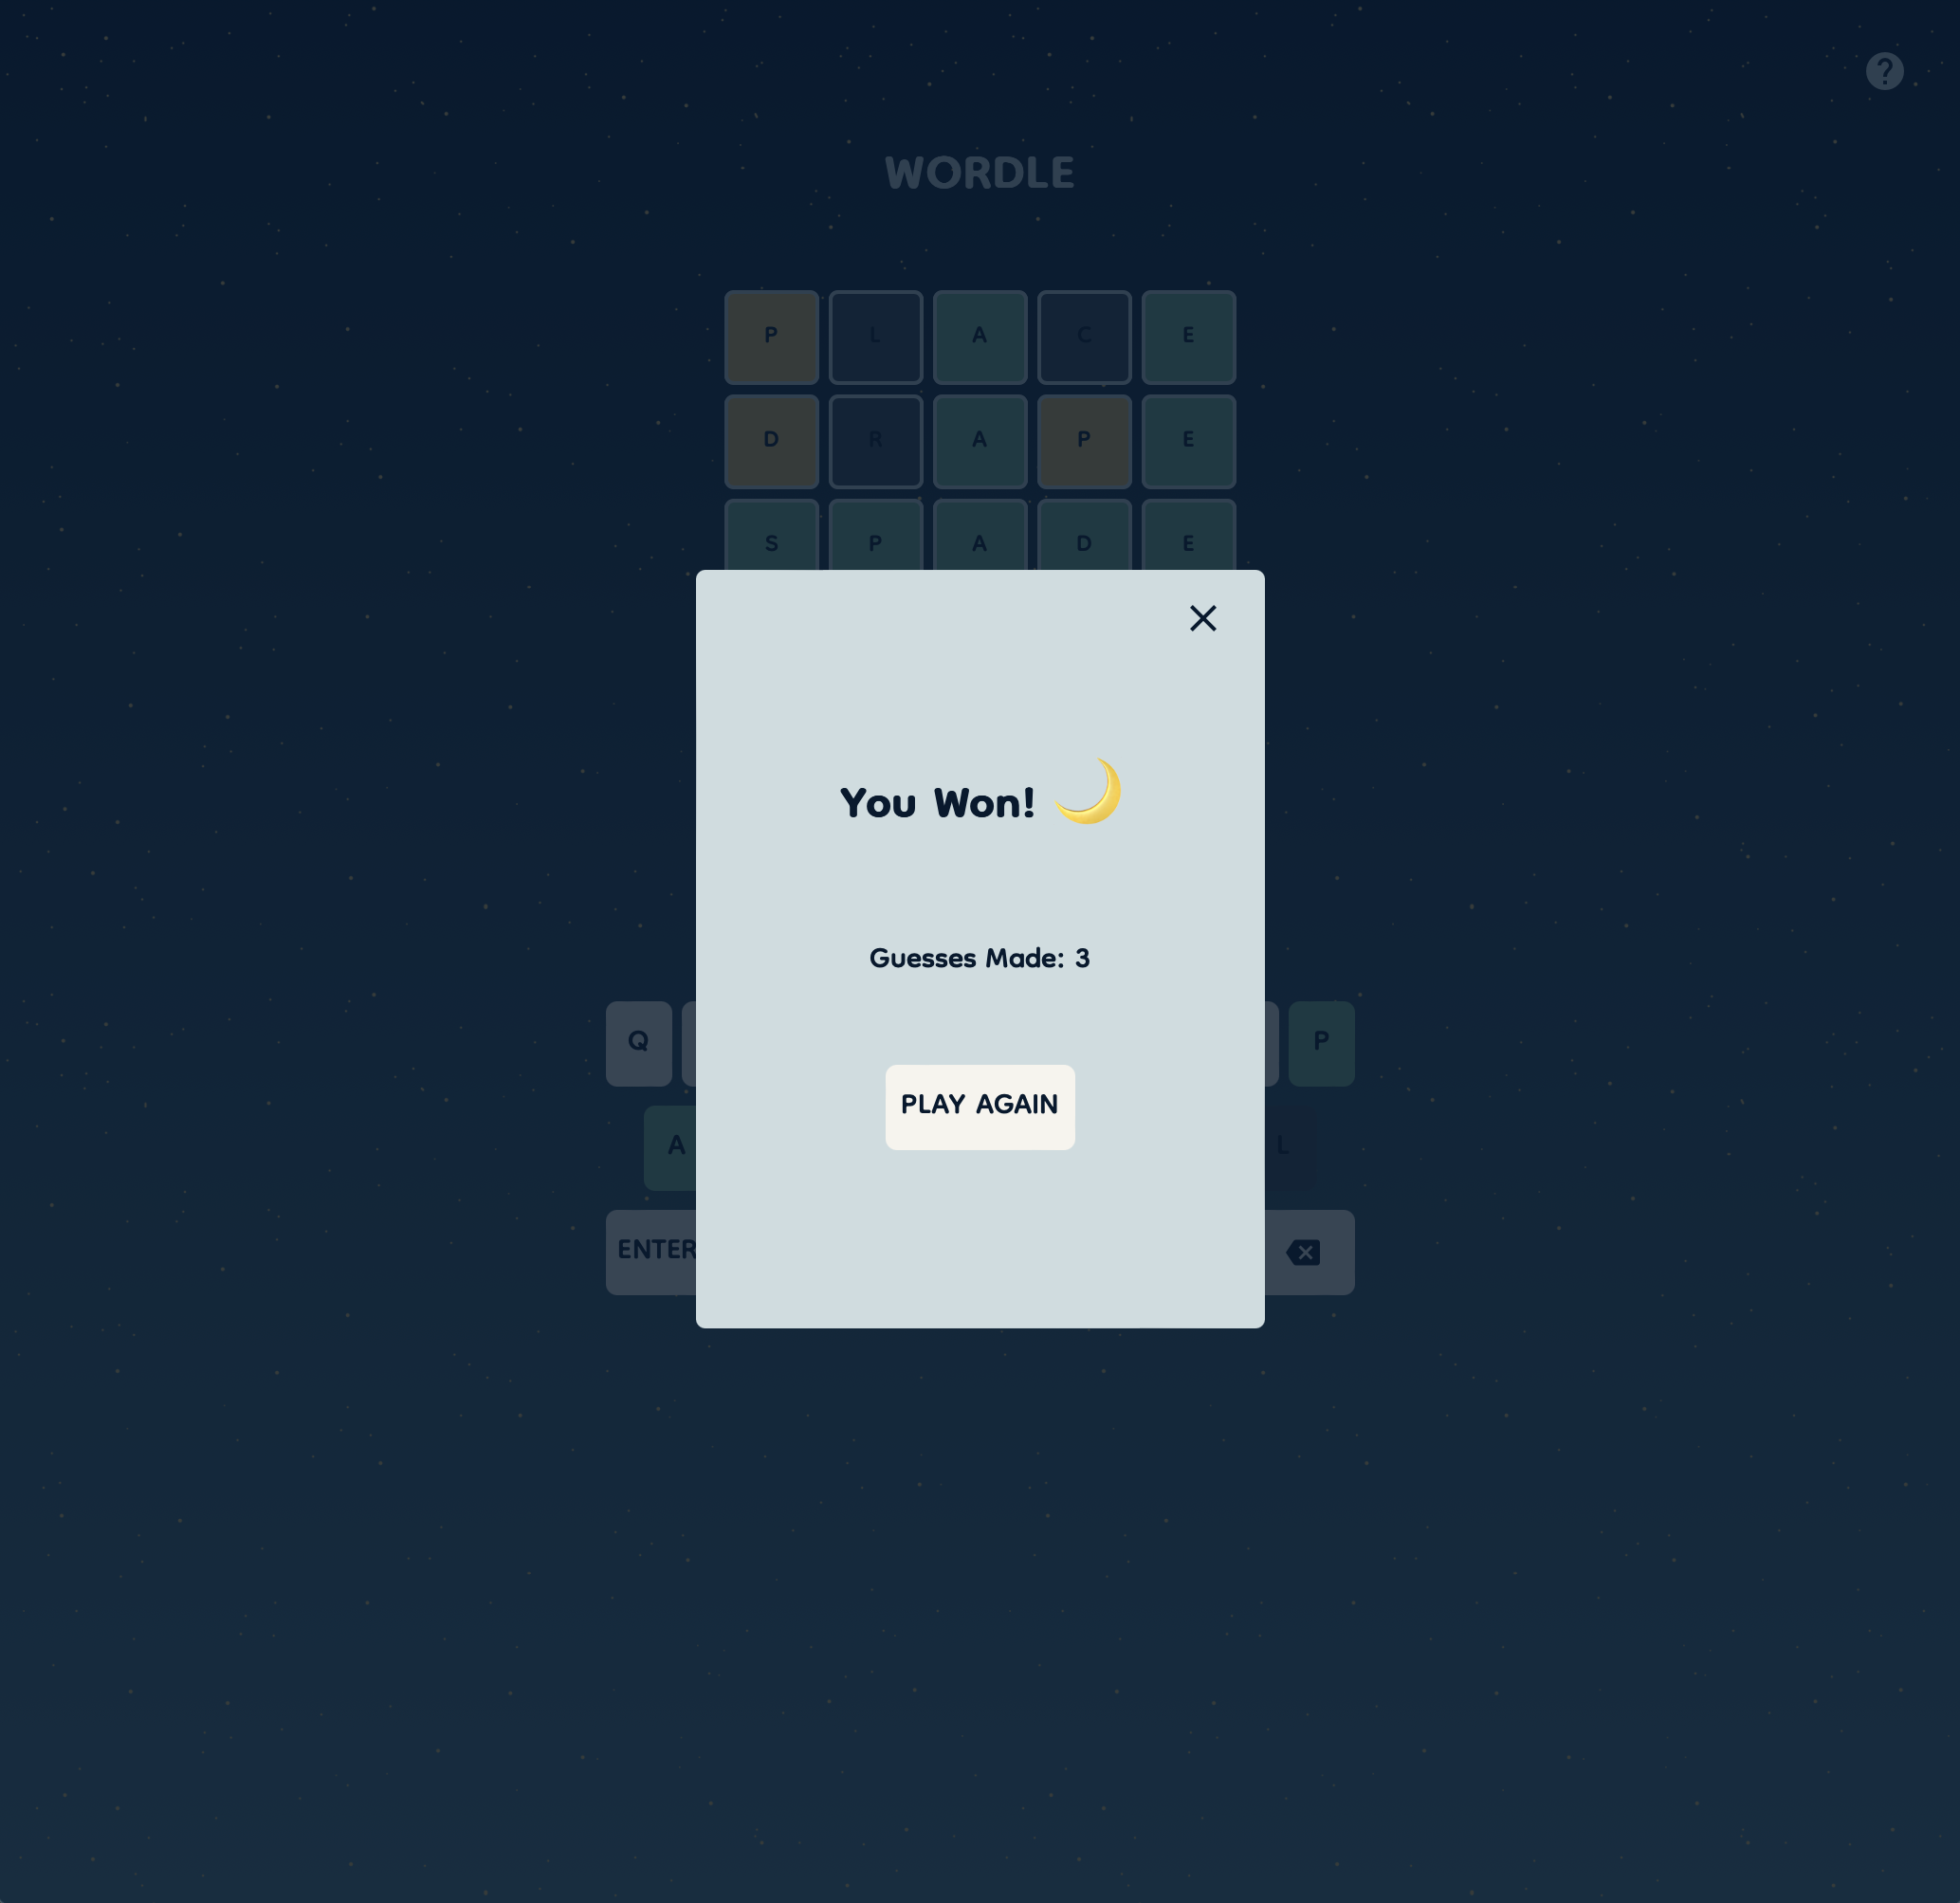 WORDLE
P L A C E
D R A P E
S P A D E
You Won! 🌙
Guesses Made: 3
Q P
PLAY AGAIN
A L
ENTER